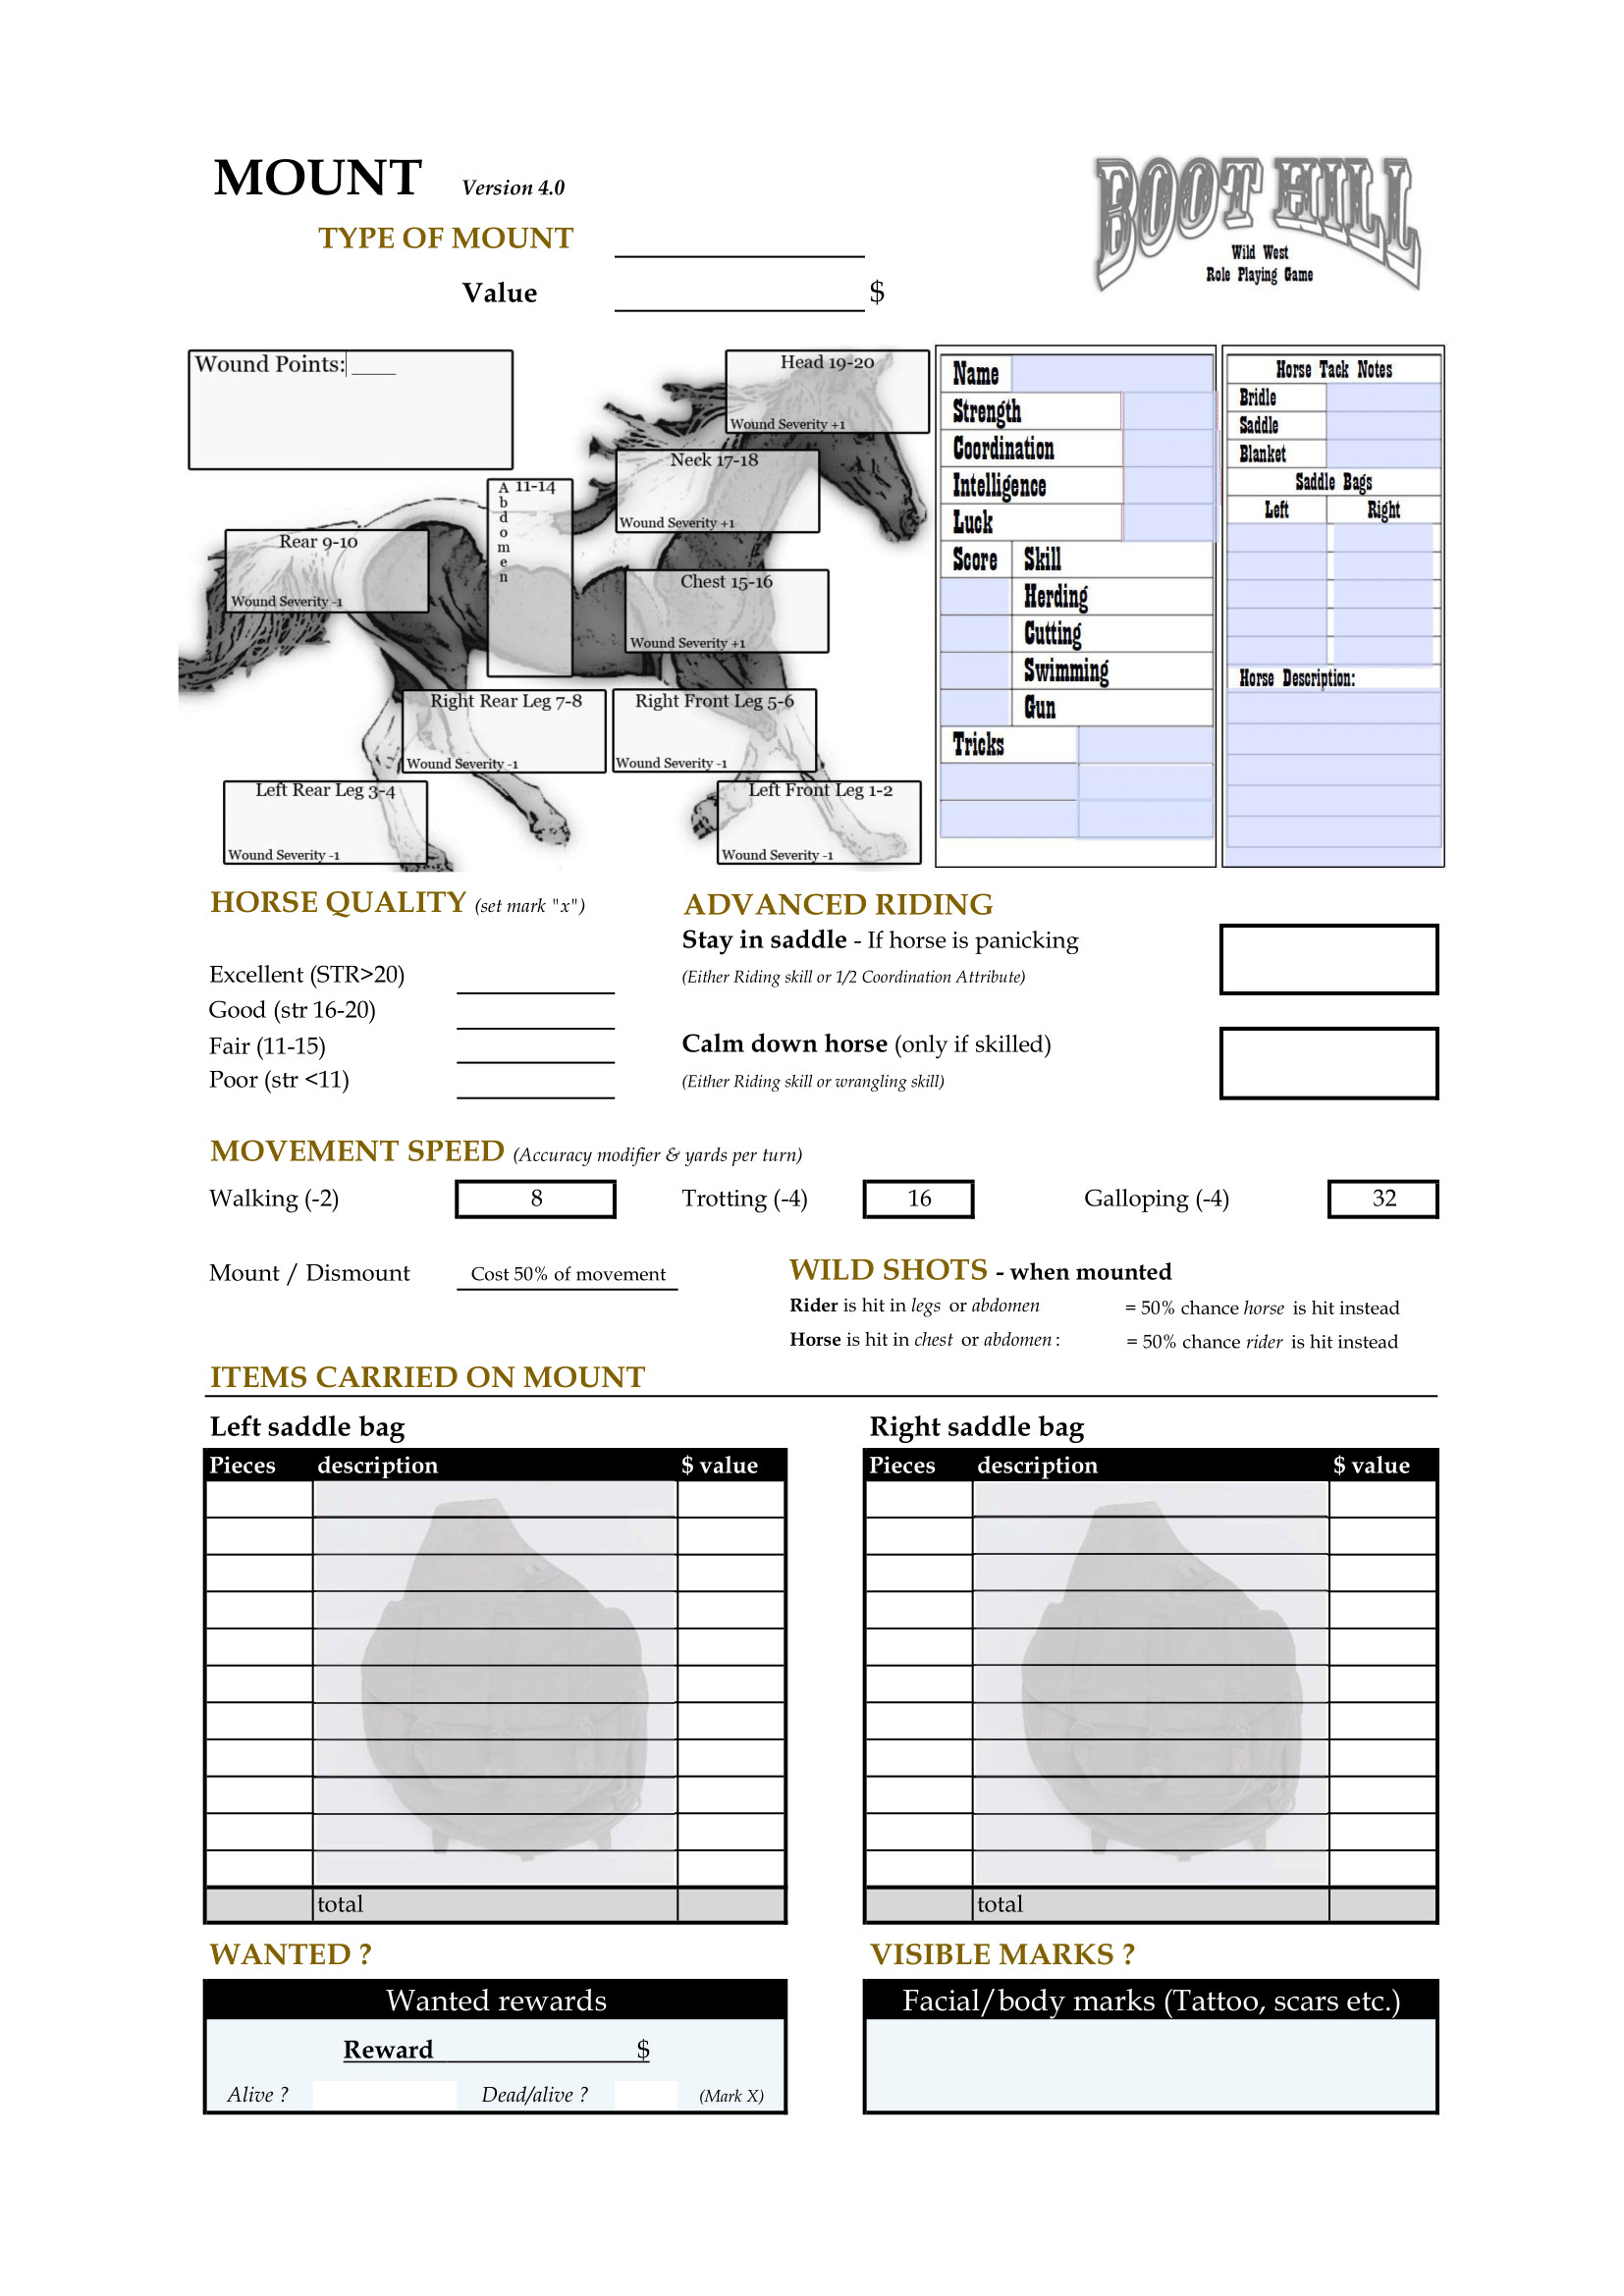 MOUNT Version 4.0
BOOT HILL
Wild West
Role Playing Game
TYPE OF MOUNT
Value $
Wound Points: ____
Head 19-20
Wound Severity +1
Neck 17-18
Wound Severity +1
Abdomen 11-14
Rear 9-10
Wound Severity -1
Chest 15-16
Wound Severity +1
Right Rear Leg 7-8
Wound Severity -1
Right Front Leg 5-6
Wound Severity -1
Left Rear Leg 3-4
Wound Severity -1
Left Front Leg 1-2
Wound Severity -1
Name
Strength
Coordination
Intelligence
Luck
Score Skill
Herding
Cutting
Swimming
Gun
Tricks
Horse Tack Notes
Bridle
Saddle
Blanket
Saddle Bags
Left Right
Horse Description:
HORSE QUALITY (set mark "x")
Excellent (STR>20)
Good (str 16-20)
Fair (11-15)
Poor (str <11)
ADVANCED RIDING
Stay in saddle - If horse is panicking
(Either Riding skill or 1/2 Coordination Attribute)
Calm down horse (only if skilled)
(Either Riding skill or wrangling skill)
MOVEMENT SPEED (Accuracy modifier & yards per turn)
Walking (-2) 8 Trotting (-4) 16 Galloping (-4) 32
Mount / Dismount Cost 50% of movement
WILD SHOTS - when mounted
Rider is hit in legs or abdomen = 50% chance horse is hit instead
Horse is hit in chest or abdomen : = 50% chance rider is hit instead
ITEMS CARRIED ON MOUNT
Left saddle bag
Pieces description $ value
total
Right saddle bag
Pieces description $ value
total
WANTED ?
Wanted rewards
Reward $
Alive ? Dead/alive ? (Mark X)
VISIBLE MARKS ?
Facial/body marks (Tattoo, scars etc.)